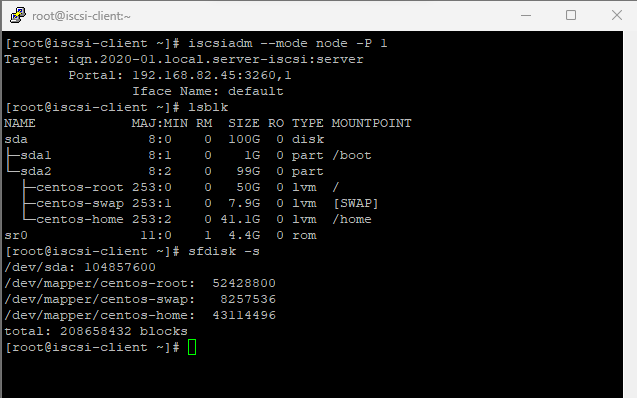 root@iscsi-client:~
[root@iscsi-client ~]# iscsiadm --mode node -P 1
Target: iqn.2020-01.local.server-iscsi:server
        Portal: 192.168.82.45:3260,1
                Iface Name: default
[root@iscsi-client ~]# lsblk
NAME            MAJ:MIN RM  SIZE RO TYPE MOUNTPOINT
sda               8:0    0  100G  0 disk
├─sda1            8:1    0    1G  0 part /boot
└─sda2            8:2    0   99G  0 part
  ├─centos-root 253:0    0   50G  0 lvm  /
  ├─centos-swap 253:1    0  7.9G  0 lvm  [SWAP]
  └─centos-home 253:2    0 41.1G  0 lvm  /home
sr0              11:0    1  4.4G  0 rom
[root@iscsi-client ~]# sfdisk -s
/dev/sda: 104857600
/dev/mapper/centos-root:  52428800
/dev/mapper/centos-swap:   8257536
/dev/mapper/centos-home:  43114496
total: 208658432 blocks
[root@iscsi-client ~]#